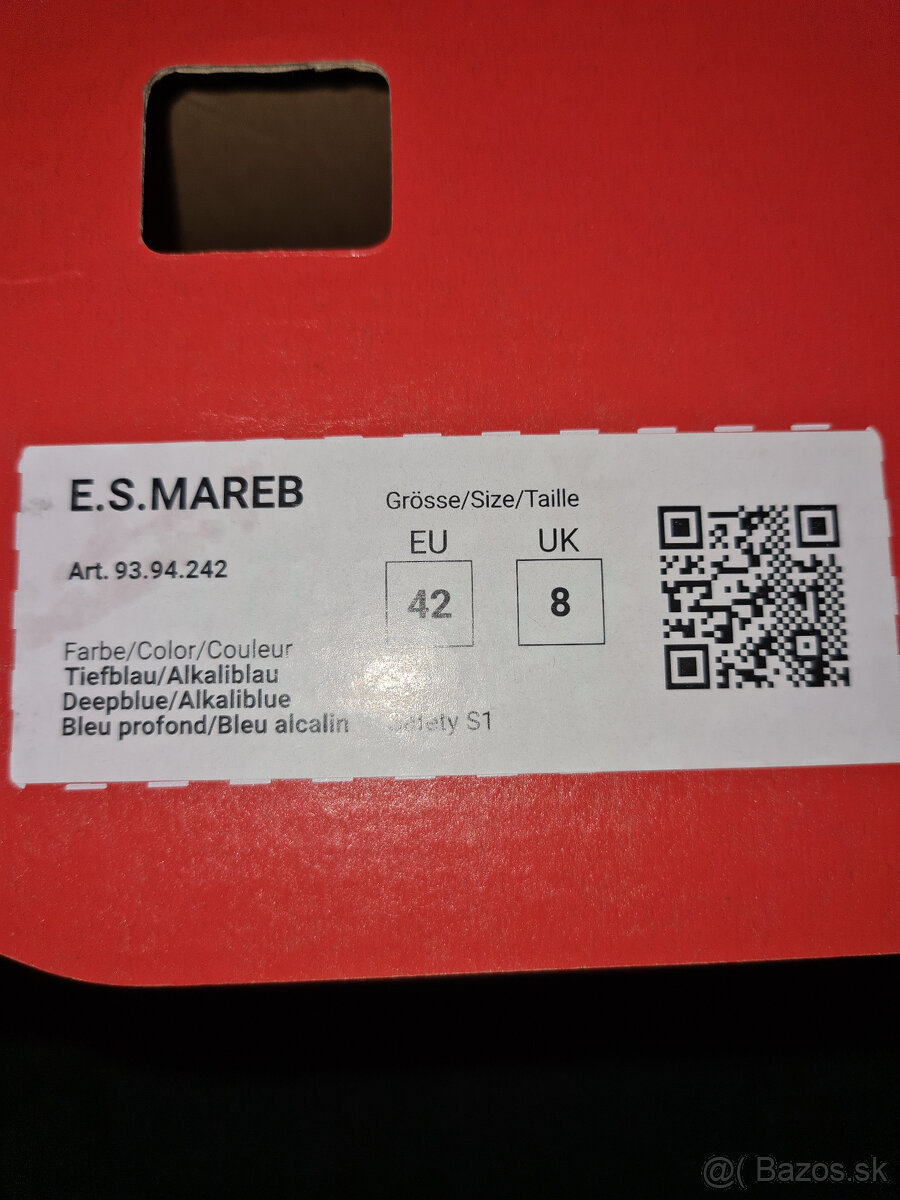 E.S.MAREB
Art. 93.94.242
Farbe/Color/Couleur
Tiefblau/Alkaliblau
Deepblue/Alkaliblue
Bleu profond/Bleu alcalin
Grösse/Size/Taille
EU UK
42 8
Safety S1
@( Bazos.sk